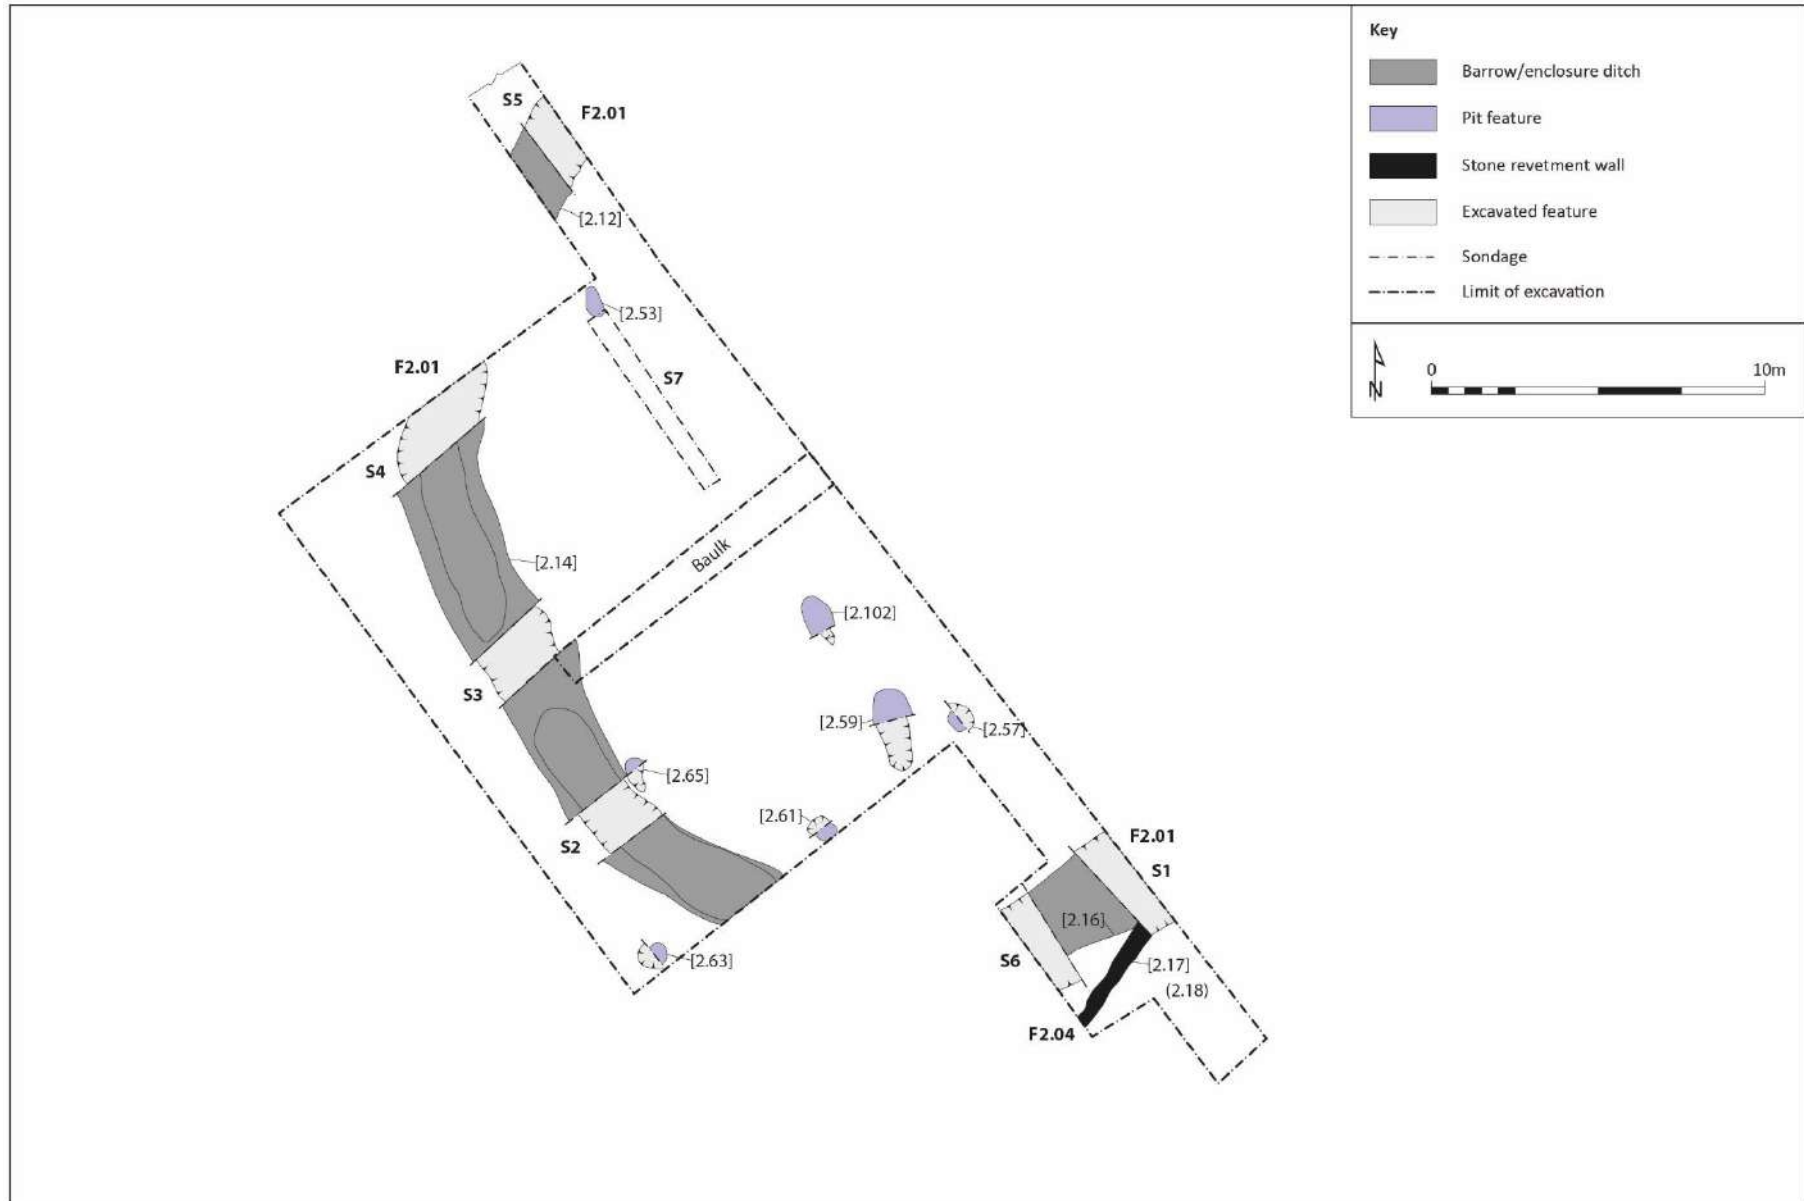 Key
Barrow/enclosure ditch
Pit feature
Stone revetment wall
Excavated feature
Sondage
Limit of excavation
N
0 10m
S5
F2.01
[2.12]
[2.53]
F2.01
S7
S4
[2.14]
Baulk
[2.102]
S3
[2.59]
[2.57]
[2.65]
[2.61]
S2
F2.01
S1
[2.16]
[2.63]
S6
[2.17]
(2.18)
F2.04